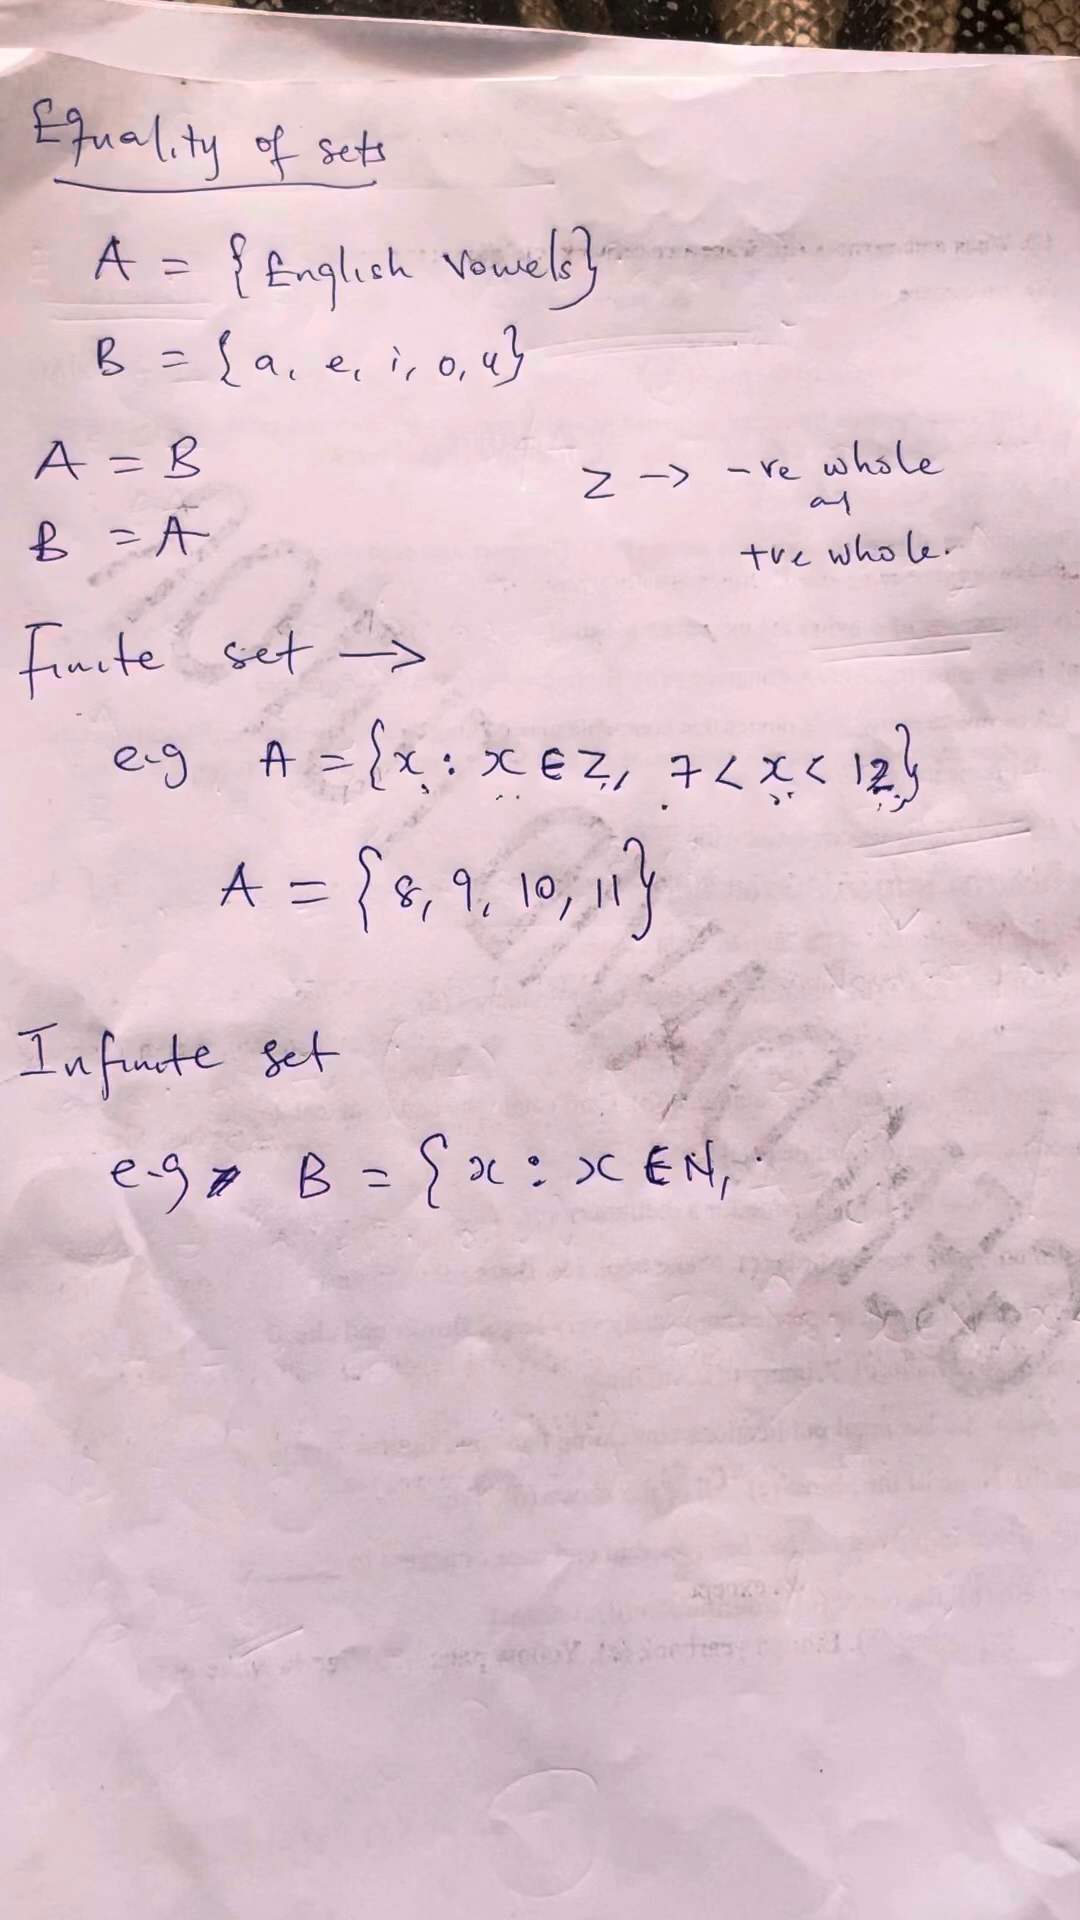 Equality of sets
A = {English Vowels}
B = {a, e, i, o, u}
A = B
B = A
Z → -ve whole
+ve whole.
Finite set →
e.g A = {x : x ∈ Z, 7 < x < 12}
A = {8, 9, 10, 11}
Infinite set
e.g B = {x : x ∈ N,